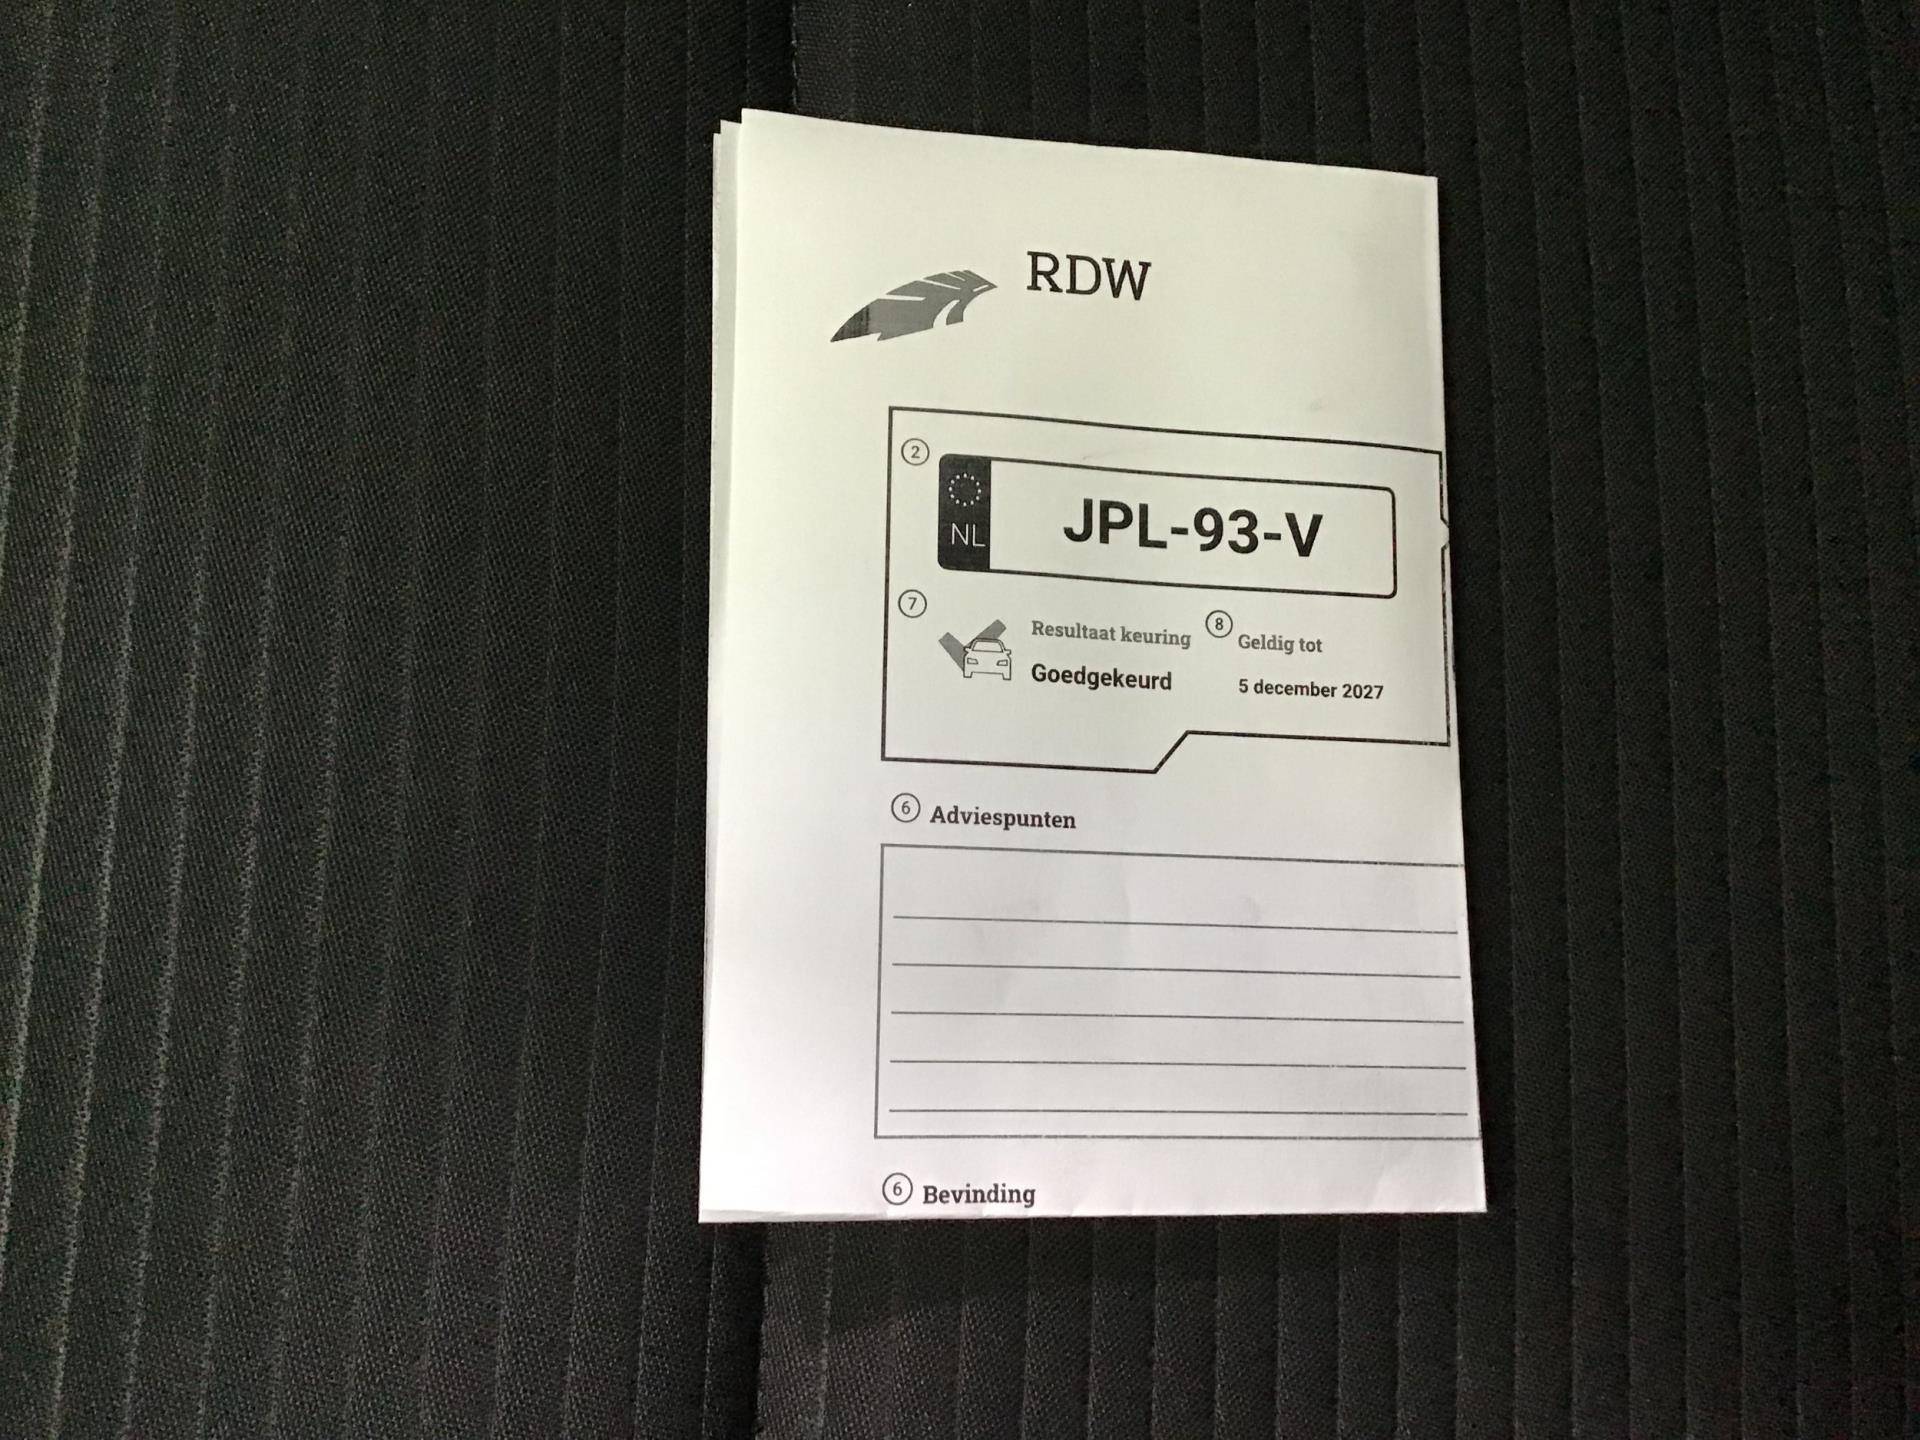 RDW
2
NL JPL-93-V
7 Resultaat keuring 8 Geldig tot
Goedgekeurd 5 december 2027
6 Adviespunten
6 Bevinding